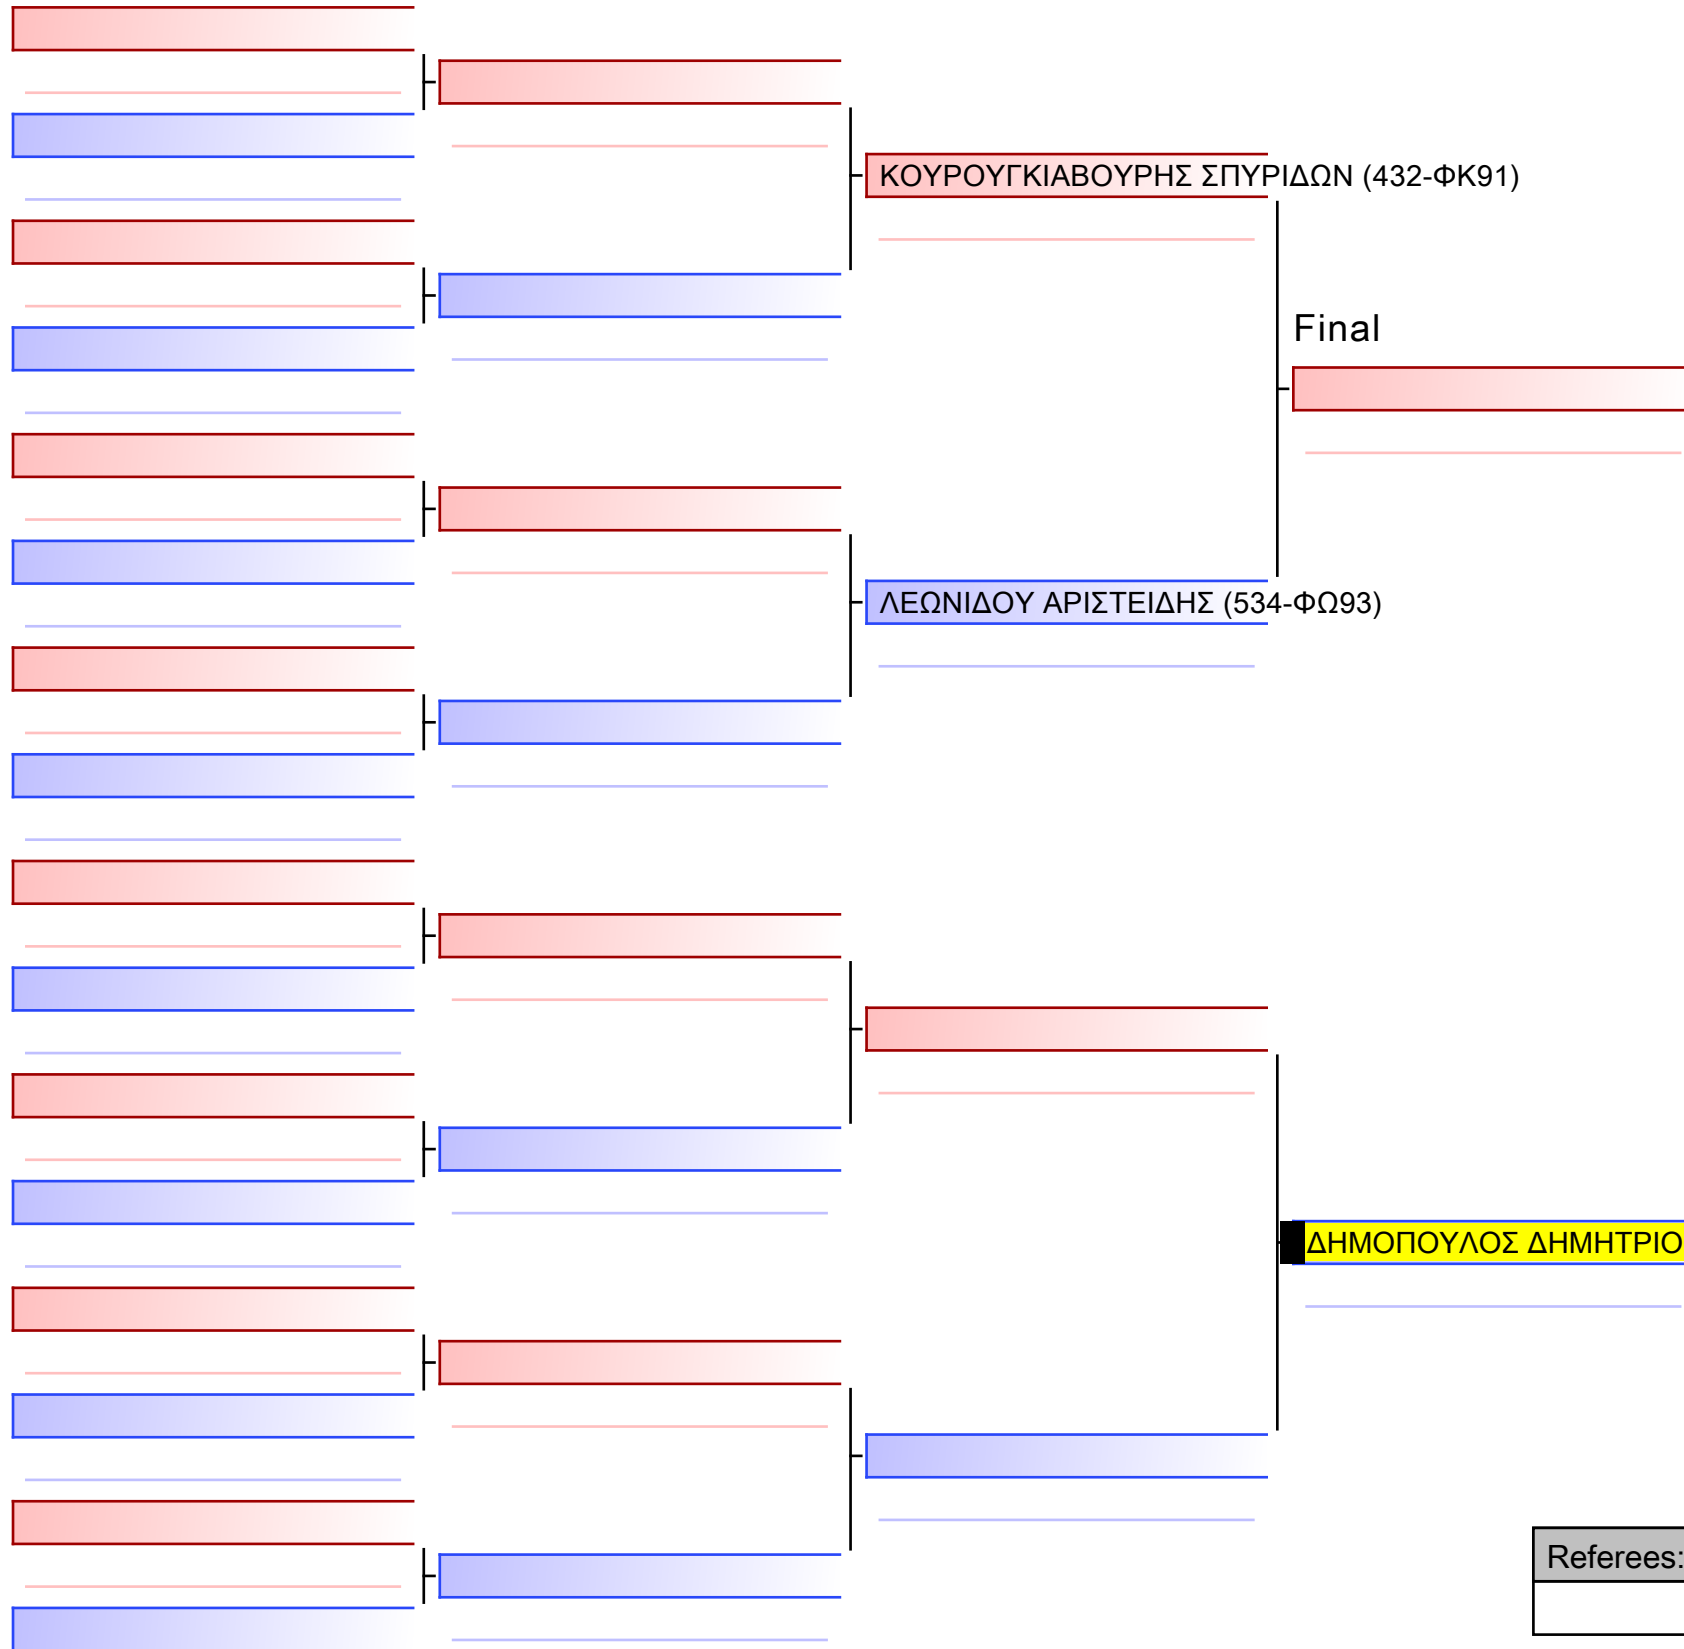 ΚΟΥΡΟΥΓΚΙΑΒΟΥΡΗΣ ΣΠΥΡΙΔΩΝ (432-ΦΚ91)
Final
ΛΕΩΝΙΔΟΥ ΑΡΙΣΤΕΙΔΗΣ (534-ΦΩ93)
ΔΗΜΟΠΟΥΛΟΣ ΔΗΜΗΤΡΙΟ
Referees: